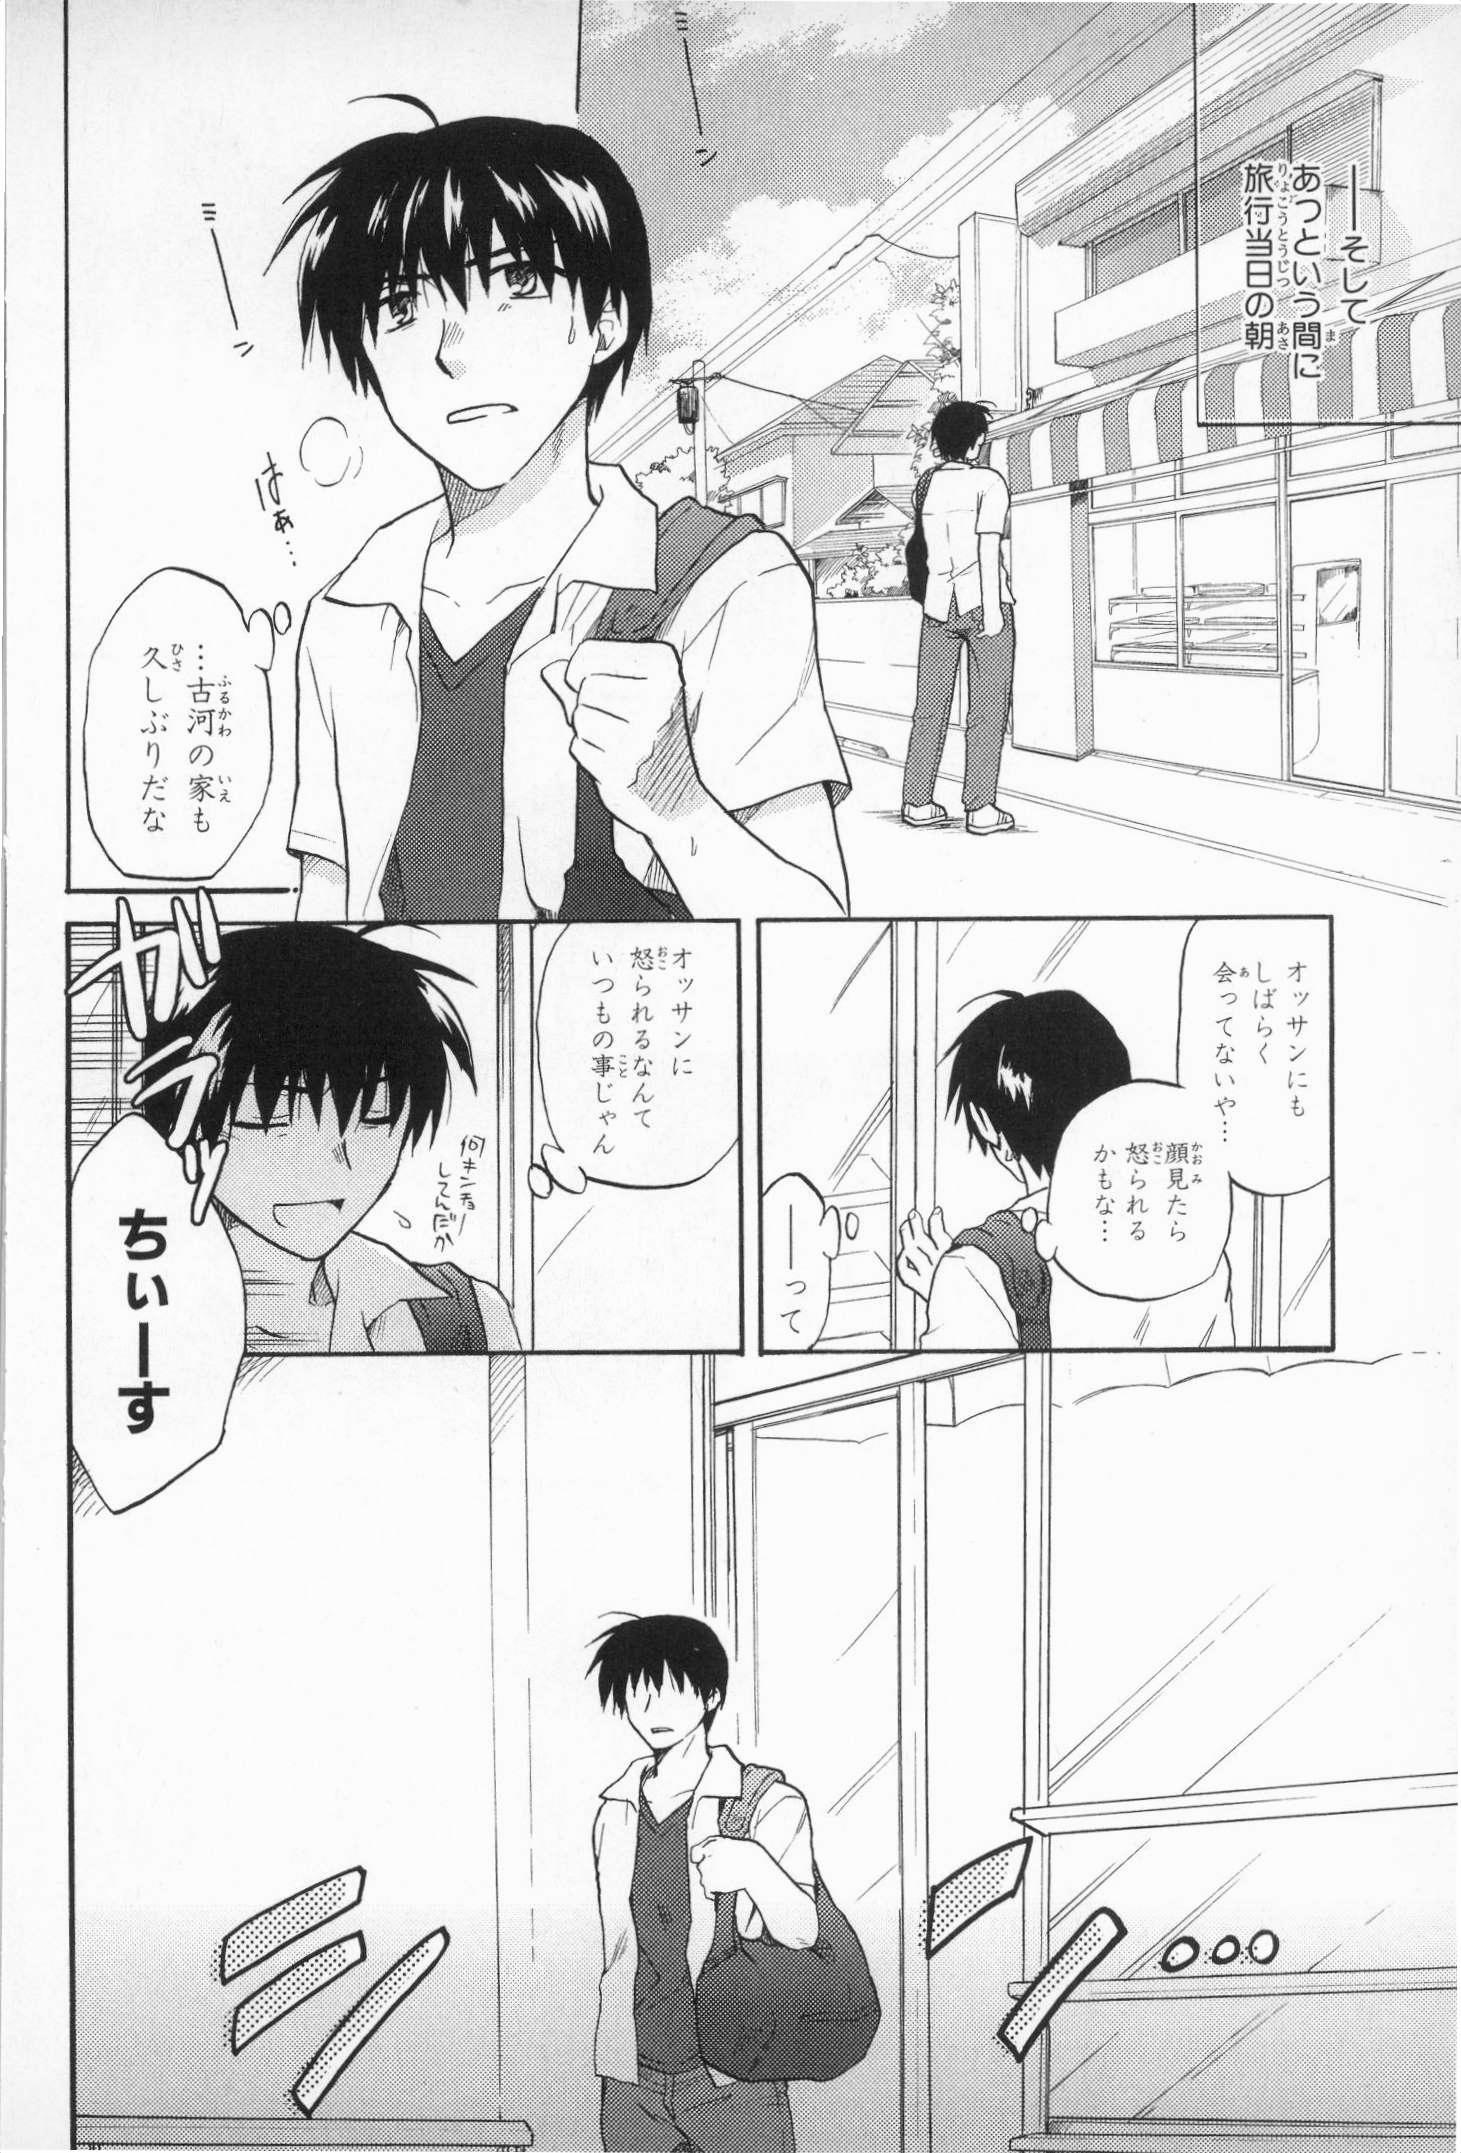 ――そして
あっという間に
旅行当日の朝
ミーン
ミーン
はぁ…
…古河の家も
久しぶりだな
オッサンにも
しばらく
会ってないや…
顔見たら
怒られる
かもな…
――って
オッサンに
怒られるなんて
いつもの事じゃん
何キンチョー
してんだか
ガラッ
ちぃーす
シーン…